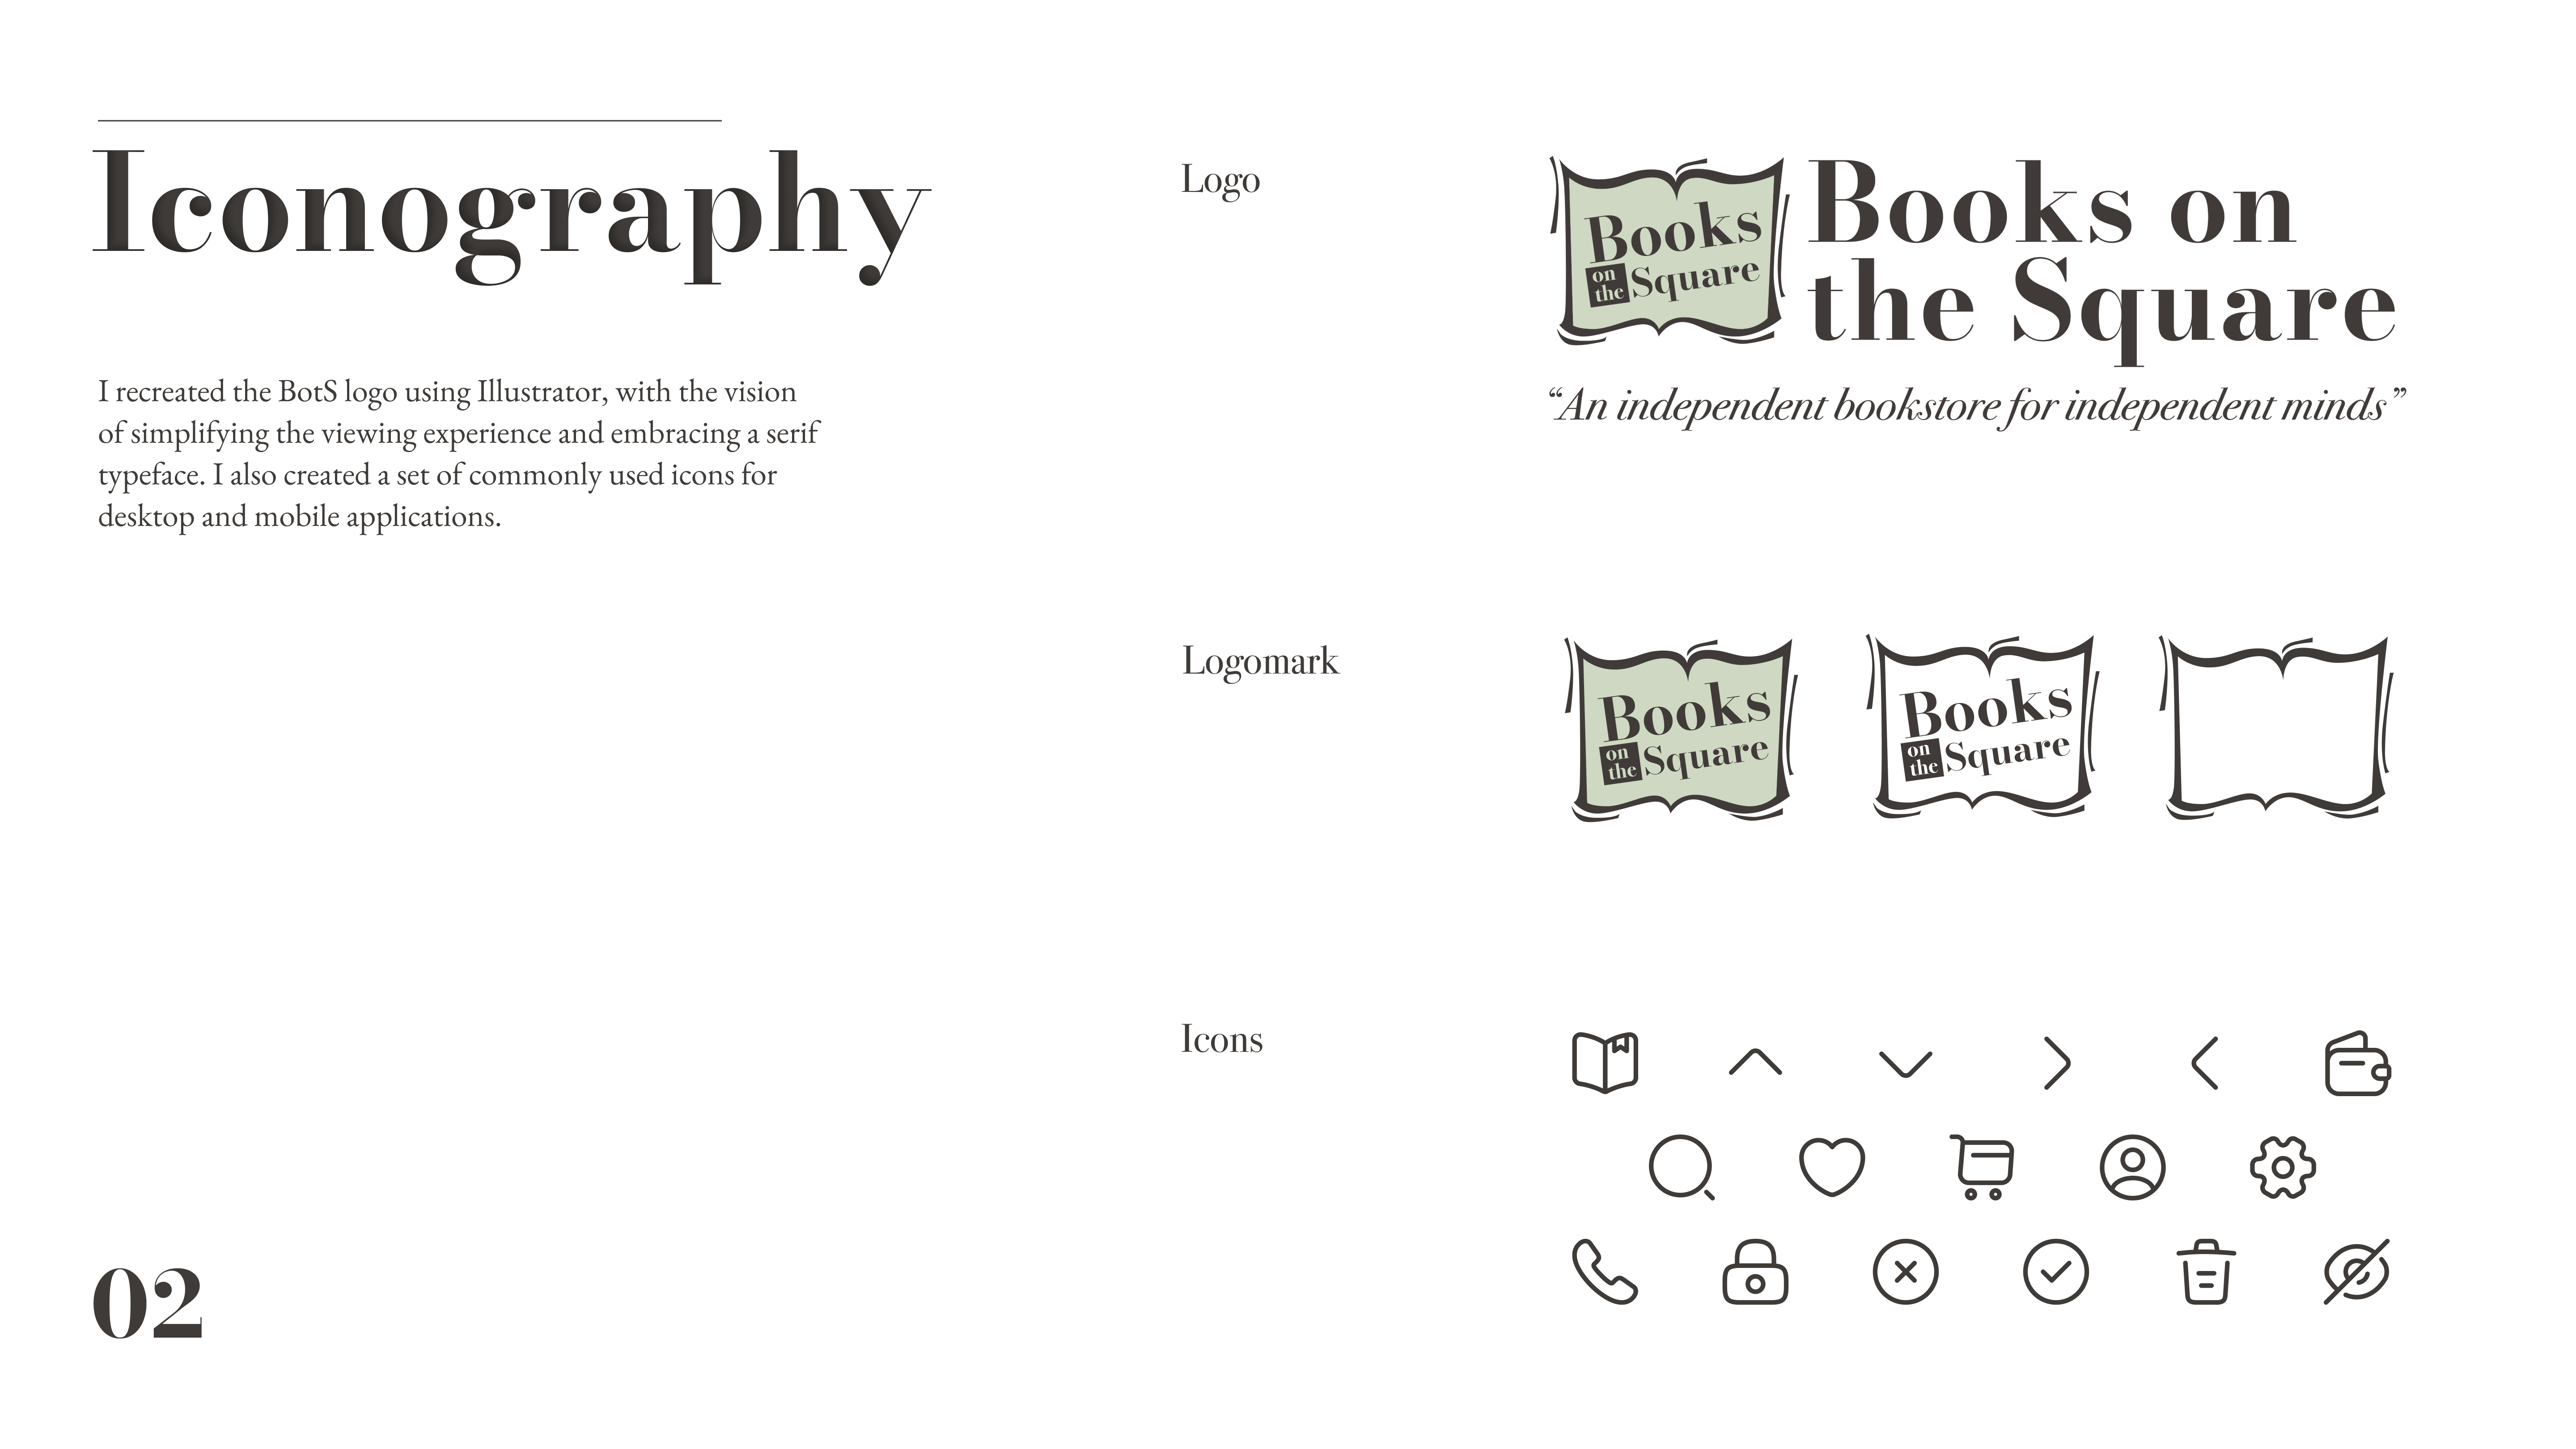 Iconography
I recreated the BotS logo using Illustrator, with the vision
of simplifying the viewing experience and embracing a serif
typeface. I also created a set of commonly used icons for
desktop and mobile applications.
02
Logo
Books
on
the Square
Books on
the Square
“An independent bookstore for independent minds”
Logomark
Books
on
the Square
Books
on
the Square
Icons